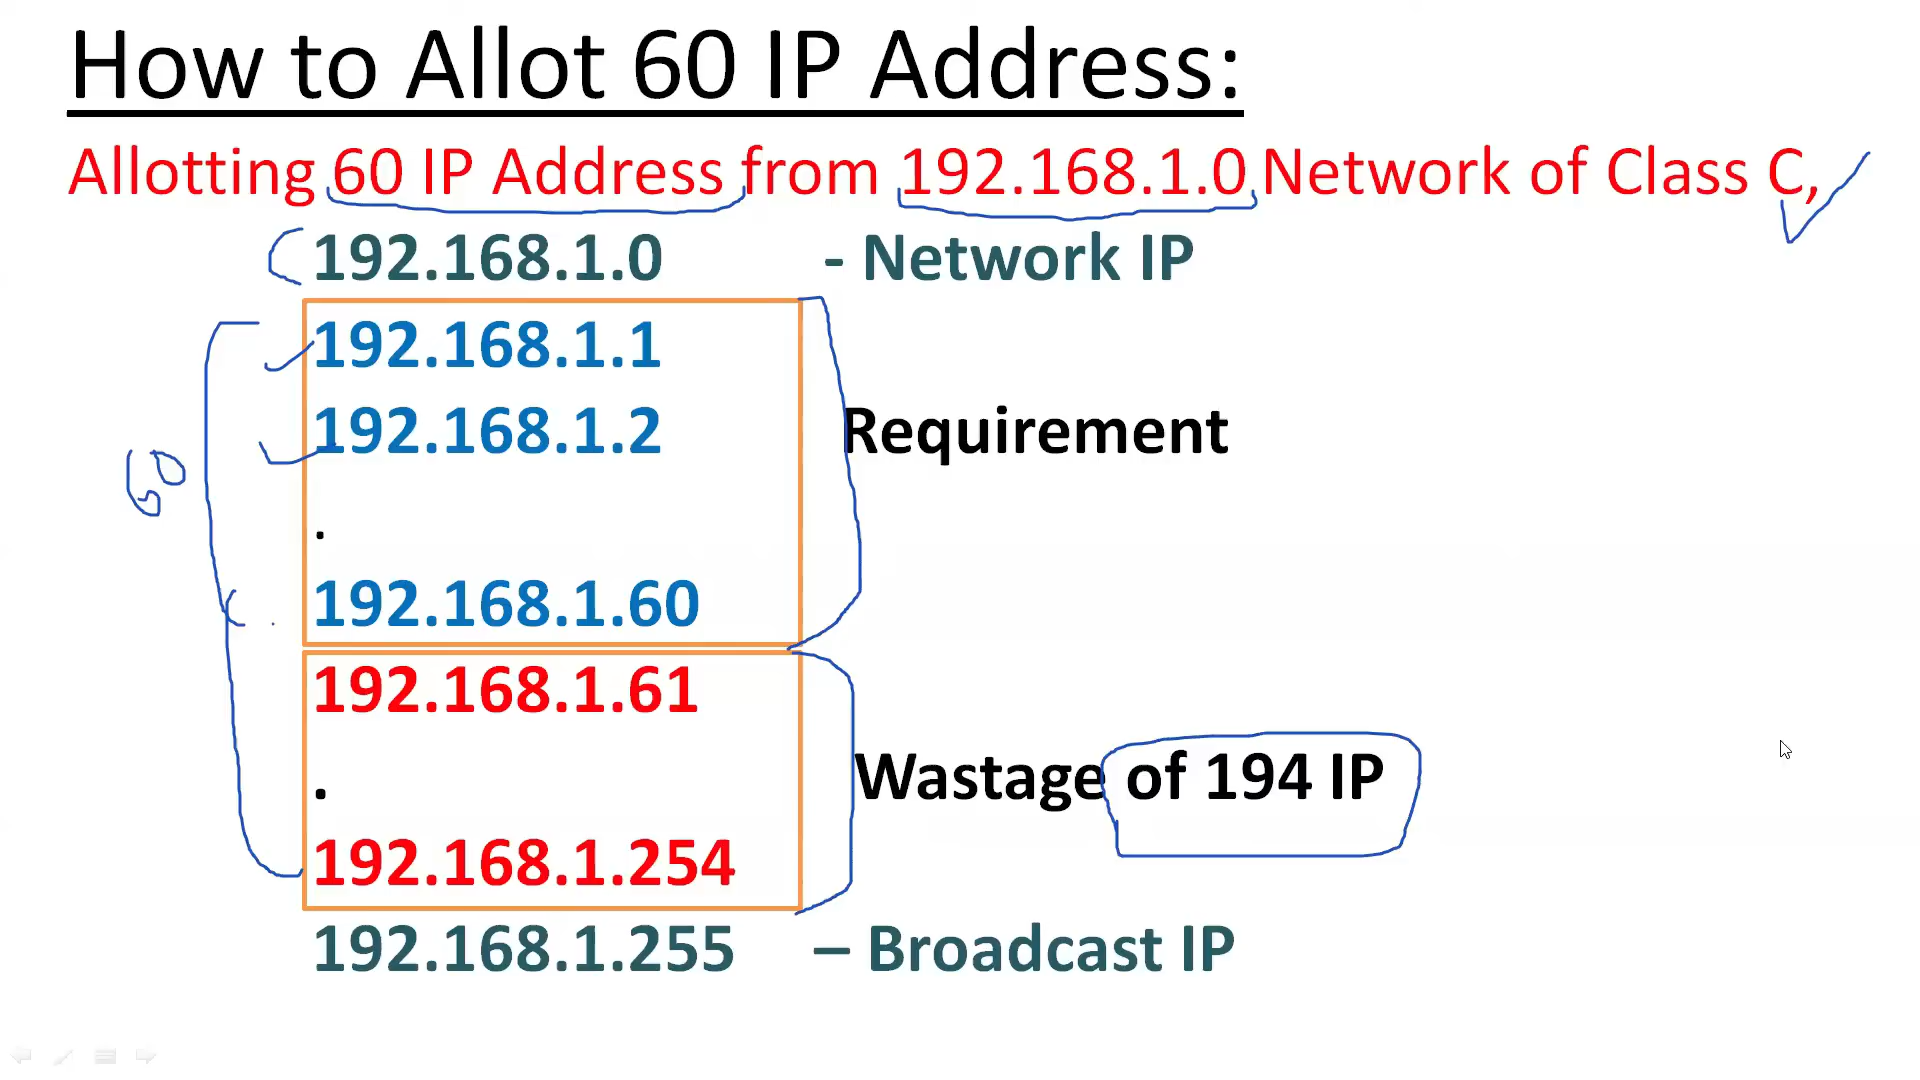 How to Allot 60 IP Address:
Allotting 60 IP Address from 192.168.1.0 Network of Class C,
192.168.1.0 - Network IP
192.168.1.1
192.168.1.2 Requirement
60
.
192.168.1.60
192.168.1.61
. Wastage of 194 IP
192.168.1.254
192.168.1.255 – Broadcast IP